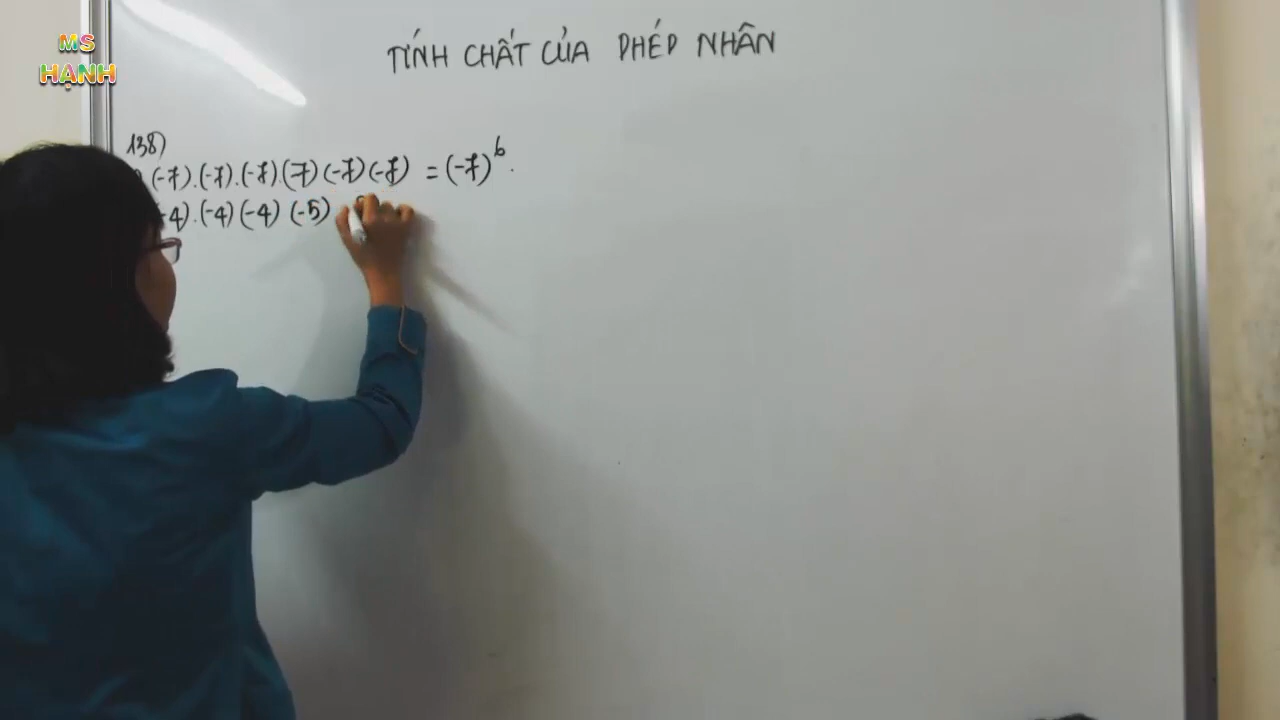 MS
HẠNH
TÍNH CHẤT CỦA PHÉP NHÂN
138)
(-7).(-7).(-7)(-7)(-7)(-7) = (-7)⁶.
-4).(-4)(-4)(-5)